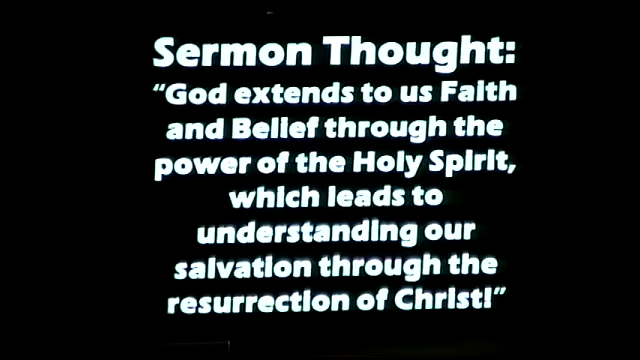 Sermon Thought:
“God extends to us Faith
and Belief through the
power of the Holy Spirit,
which leads to
understanding our
salvation through the
resurrection of Christ!”